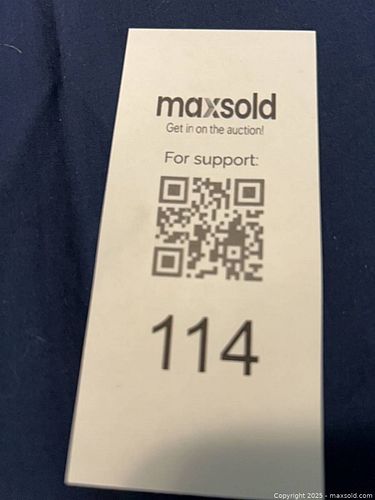 maxsold
Get in on the auction!
For support:
114
Copyright 2025 - maxsold.com